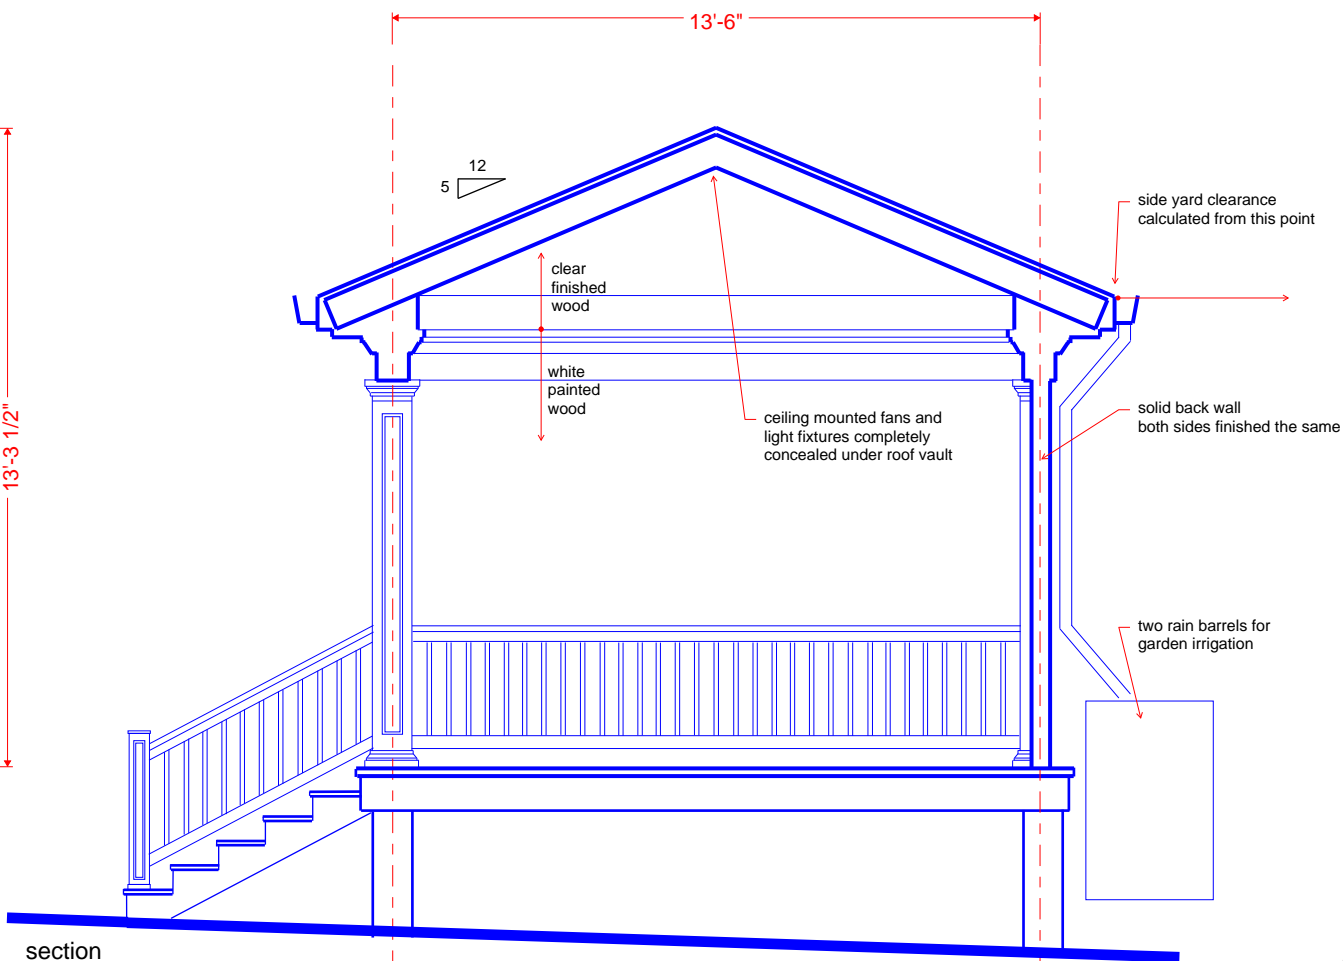 13'-6"
12
5
side yard clearance
calculated from this point
clear
finished
wood
white
painted
wood
ceiling mounted fans and
light fixtures completely
concealed under roof vault
solid back wall
both sides finished the same
13'-3 1/2"
two rain barrels for
garden irrigation
section